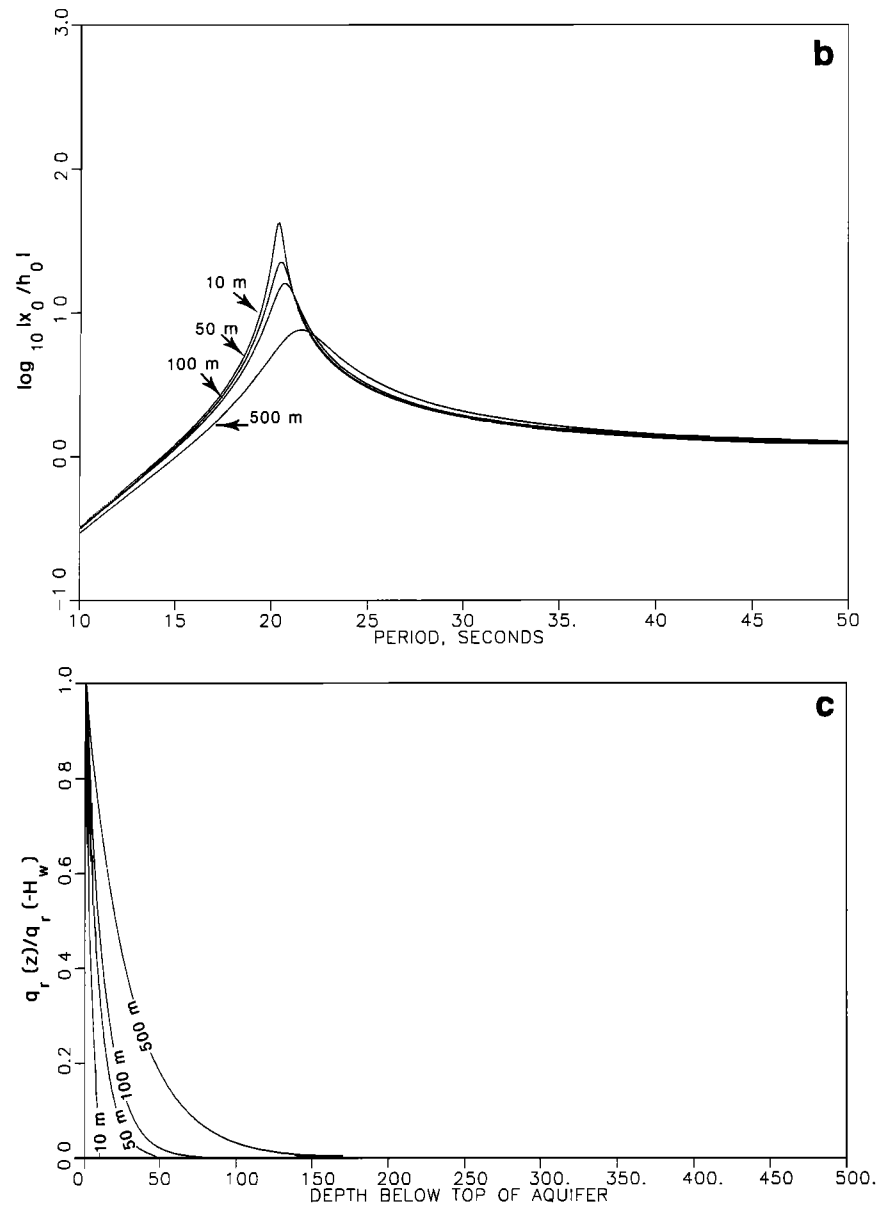 b
3.0
2.0
1.0
0.0
-1.0
log 10 |x0/h0|
10 m
50 m
100 m
500 m
10 15 20 25 30 35. 40 45 50
PERIOD, SECONDS
c
1.0
0.8
0.6
0.4
0.2
0.0
qr (z)/qr (-Hw)
10 m
50 m
100 m
500 m
0 50 100 150 200 250 300. 350. 400. 450 500.
DEPTH BELOW TOP OF AQUIFER